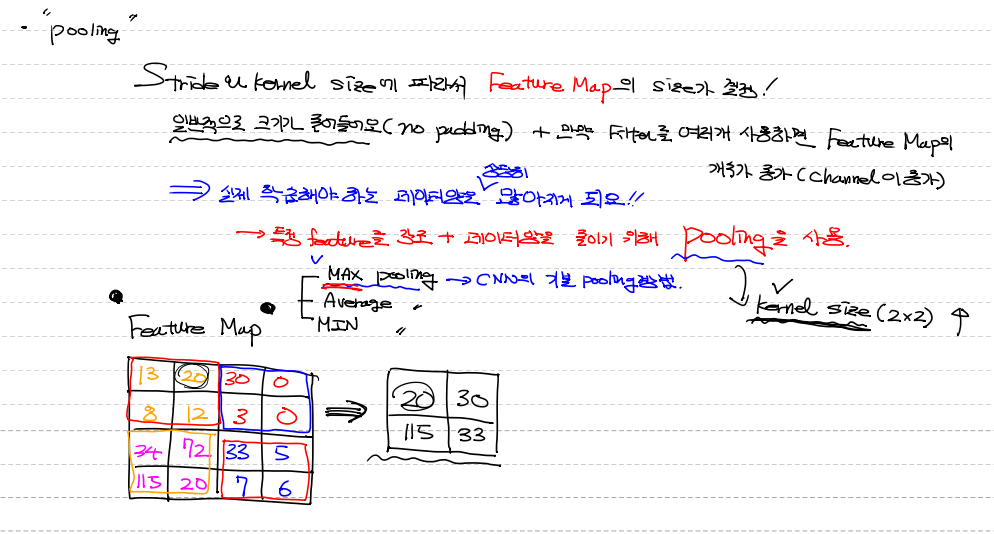 · "pooling"
Stride와 kernel size에 따라서 Feature Map의 size가 결정!
일반적으로 크기가 줄어들어요(no padding) + 만약 Filter를 여러개 사용하면 Feature Map의
개수가 증가(channel이 증가)
굉장히
⇒ 실제 학습해야 하는 데이터양은 ✓ 많아지게 되요!!
→ 특정 feature를 강조 + 데이터양을 줄이기 위해 pooling을 사용.
MAX pooling → CNN의 기본 pooling방법.
Average 〃
MIN 〃
kernel size (2×2) ↑
Feature Map
13 20 30 0
8 12 3 0
34 72 33 5
115 20 7 6
⇒
20 30
115 33